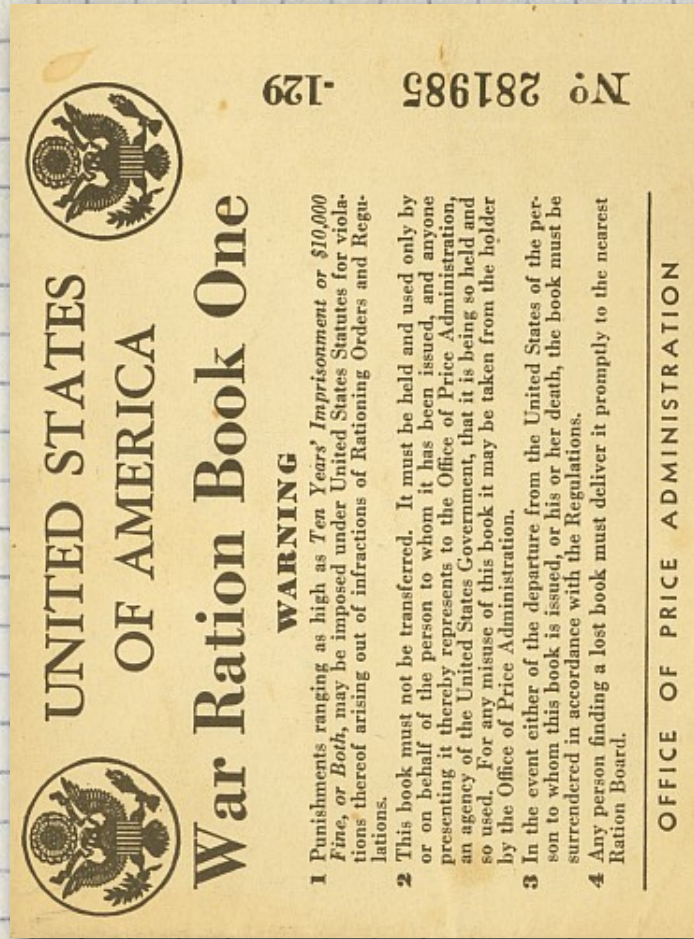 UNITED STATES
OF AMERICA
War Ration Book One
WARNING
1 Punishments ranging as high as Ten Years' Imprisonment or $10,000
Fine, or Both, may be imposed under United States Statutes for viola-
tions thereof arising out of infractions of Rationing Orders and Regu-
lations.
2 This book must not be transferred. It must be held and used only by
or on behalf of the person to whom it has been issued, and anyone
presenting it thereby represents to the Office of Price Administration,
an agency of the United States Government, that it is being so held and
so used. For any misuse of this book it may be taken from the holder
by the Office of Price Administration.
3 In the event either of the departure from the United States of the per-
son to whom this book is issued, or his or her death, the book must be
surrendered in accordance with the Regulations.
4 Any person finding a lost book must deliver it promptly to the nearest
Ration Board.
OFFICE OF PRICE ADMINISTRATION
№ 281985 -129